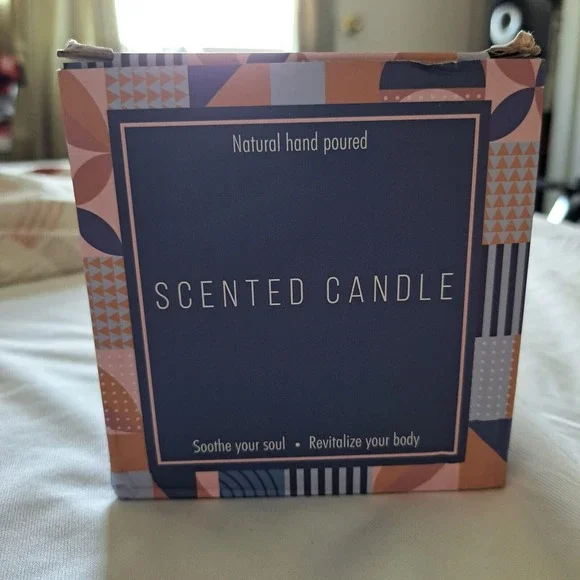 Natural hand poured
SCENTED CANDLE
Soothe your soul • Revitalize your body